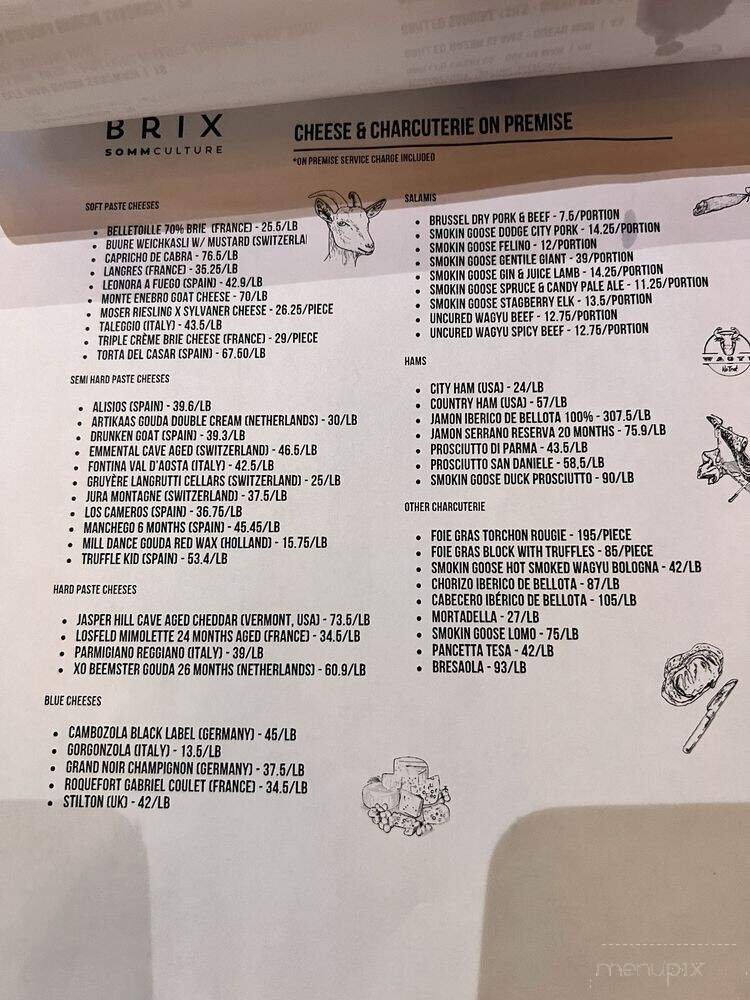 BRIX
SOMMCULTURE
CHEESE & CHARCUTERIE ON PREMISE
*ON PREMISE SERVICE CHARGE INCLUDED
SOFT PASTE CHEESES
• BELLETOILLE 70% BRIE (FRANCE) - 25.5/LB
• BUURE WEICHKASLI W/ MUSTARD (SWITZERLA
• CAPRICHO DE CABRA - 76.5/LB
• LANGRES (FRANCE) - 35.25/LB
• LEONORA A FUEGO (SPAIN) - 42.9/LB
• MONTE ENEBRO GOAT CHEESE - 70/LB
• MOSER RIESLING X SYLVANER CHEESE - 26.25/PIECE
• TALEGGIO (ITALY) - 43.5/LB
• TRIPLE CRÈME BRIE CHEESE (FRANCE) - 29/PIECE
• TORTA DEL CASAR (SPAIN) - 67.50/LB
SEMI HARD PASTE CHEESES
• ALISIOS (SPAIN) - 39.6/LB
• ARTIKAAS GOUDA DOUBLE CREAM (NETHERLANDS) - 30/LB
• DRUNKEN GOAT (SPAIN) - 39.3/LB
• EMMENTAL CAVE AGED (SWITZERLAND) - 46.5/LB
• FONTINA VAL D'AOSTA (ITALY) - 42.5/LB
• GRUYÈRE LANGRUTTI CELLARS (SWITZERLAND) - 25/LB
• JURA MONTAGNE (SWITZERLAND) - 37.5/LB
• LOS CAMEROS (SPAIN) - 36.75/LB
• MANCHEGO 6 MONTHS (SPAIN) - 45.45/LB
• MILL DANCE GOUDA RED WAX (HOLLAND) - 15.75/LB
• TRUFFLE KID (SPAIN) - 53.4/LB
HARD PASTE CHEESES
• JASPER HILL CAVE AGED CHEDDAR (VERMONT, USA) - 73.5/LB
• LOSFELD MIMOLETTE 24 MONTHS AGED (FRANCE) - 34.5/LB
• PARMIGIANO REGGIANO (ITALY) - 39/LB
• XO BEEMSTER GOUDA 26 MONTHS (NETHERLANDS) - 60.9/LB
BLUE CHEESES
• CAMBOZOLA BLACK LABEL (GERMANY) - 45/LB
• GORGONZOLA (ITALY) - 13.5/LB
• GRAND NOIR CHAMPIGNON (GERMANY) - 37.5/LB
• ROQUEFORT GABRIEL COULET (FRANCE) - 34.5/LB
• STILTON (UK) - 42/LB
SALAMIS
• BRUSSEL DRY PORK & BEEF - 7.5/PORTION
• SMOKIN GOOSE DODGE CITY PORK - 14.25/PORTION
• SMOKIN GOOSE FELINO - 12/PORTION
• SMOKIN GOOSE GENTILE GIANT - 39/PORTION
• SMOKIN GOOSE GIN & JUICE LAMB - 14.25/PORTION
• SMOKIN GOOSE SPRUCE & CANDY PALE ALE - 11.25/PORTION
• SMOKIN GOOSE STAGBERRY ELK - 13.5/PORTION
• UNCURED WAGYU BEEF - 12.75/PORTION
• UNCURED WAGYU SPICY BEEF - 12.75/PORTION
HAMS
• CITY HAM (USA) - 24/LB
• COUNTRY HAM (USA) - 57/LB
• JAMON IBERICO DE BELLOTA 100% - 307.5/LB
• JAMON SERRANO RESERVA 20 MONTHS - 75.9/LB
• PROSCIUTTO DI PARMA - 43.5/LB
• PROSCIUTTO SAN DANIELE - 58,5/LB
• SMOKIN GOOSE DUCK PROSCIUTTO - 90/LB
OTHER CHARCUTERIE
• FOIE GRAS TORCHON ROUGIE - 195/PIECE
• FOIE GRAS BLOCK WITH TRUFFLES - 85/PIECE
• SMOKIN GOOSE HOT SMOKED WAGYU BOLOGNA - 42/LB
• CHORIZO IBERICO DE BELLOTA - 87/LB
• CABECERO IBÉRICO DE BELLOTA - 105/LB
• MORTADELLA - 27/LB
• SMOKIN GOOSE LOMO - 75/LB
• PANCETTA TESA - 42/LB
• BRESAOLA - 93/LB
WAGY
menupix